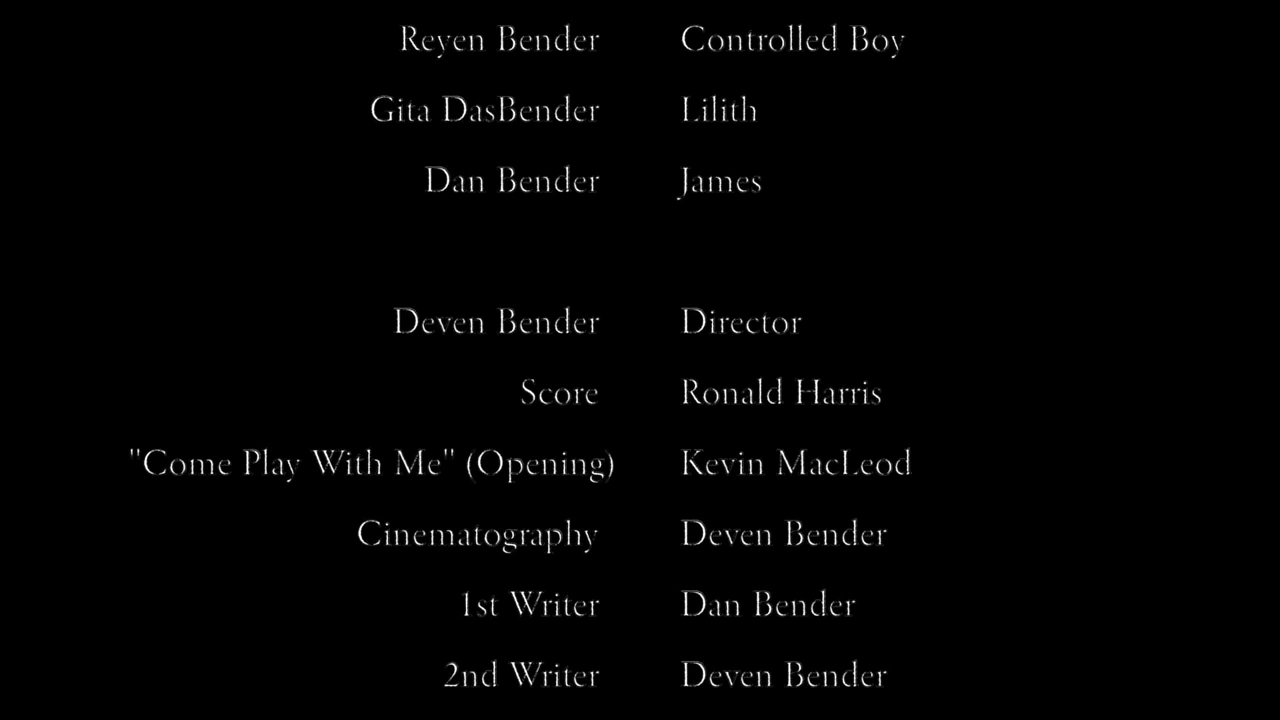 Reyen Bender Controlled Boy
Gita DasBender Lilith
Dan Bender James
Deven Bender Director
Score Ronald Harris
"Come Play With Me" (Opening) Kevin MacLeod
Cinematography Deven Bender
1st Writer Dan Bender
2nd Writer Deven Bender